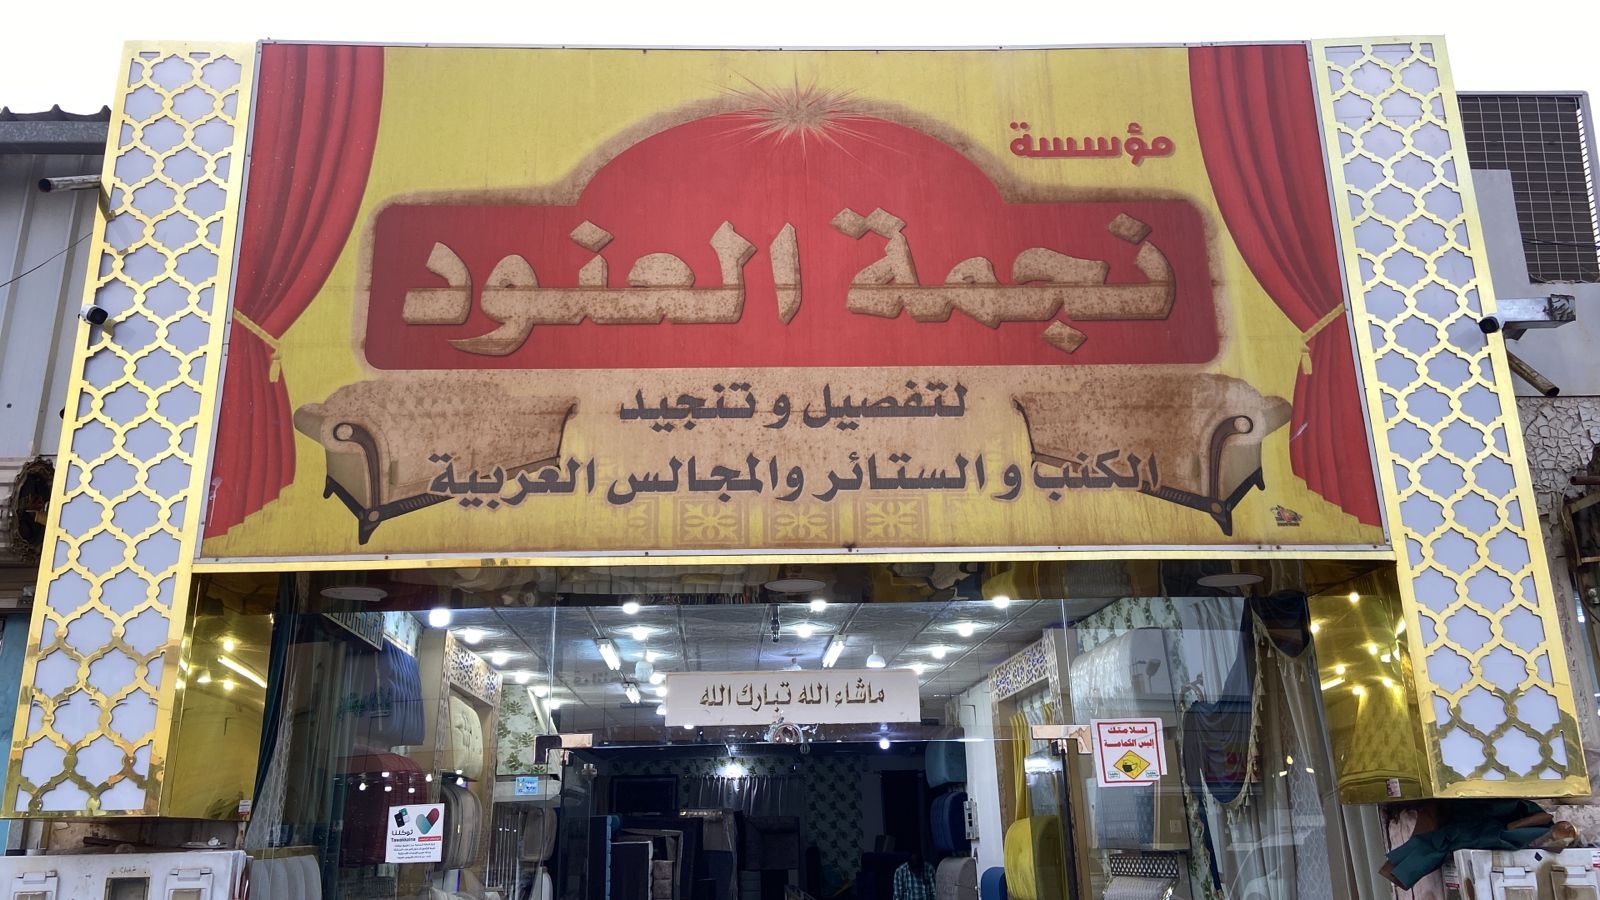 مؤسسة
نجمة العنود
لتفصيل و تنجيد
الكنب و الستائر والمجالس العربية
ماشاء الله تبارك الله
لسلامتك
إلبس الكمامة
توكلنا
Tawakkalna